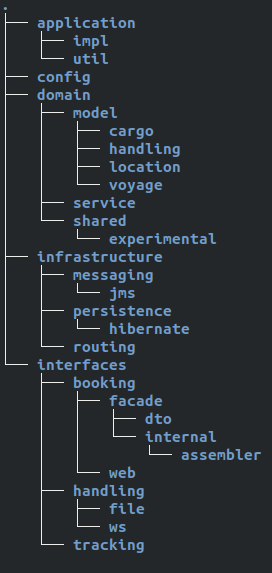 .
application
impl
util
config
domain
model
cargo
handling
location
voyage
service
shared
experimental
infrastructure
messaging
jms
persistence
hibernate
routing
interfaces
booking
facade
dto
internal
assembler
web
handling
file
ws
tracking